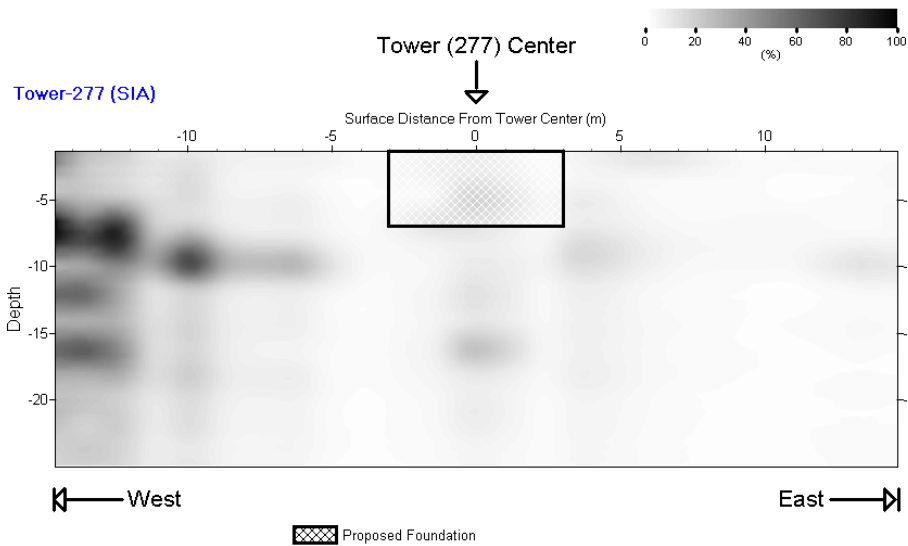 0 20 40 60 80 100
(%)
Tower (277) Center
Tower-277 (SIA)
Surface Distance From Tower Center (m)
-10 -5 0 5 10
-5
-10
-15
-20
Depth
West East
Proposed Foundation